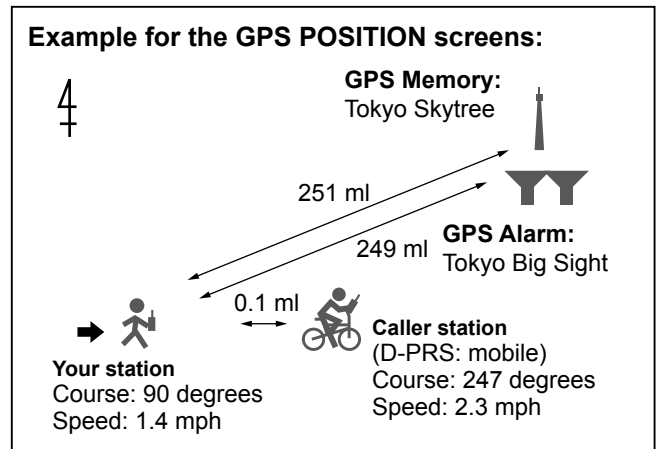 Example for the GPS POSITION screens:
GPS Memory:
Tokyo Skytree
251 ml
249 ml
GPS Alarm:
Tokyo Big Sight
0.1 ml
Your station
Course: 90 degrees
Speed: 1.4 mph
Caller station
(D-PRS: mobile)
Course: 247 degrees
Speed: 2.3 mph